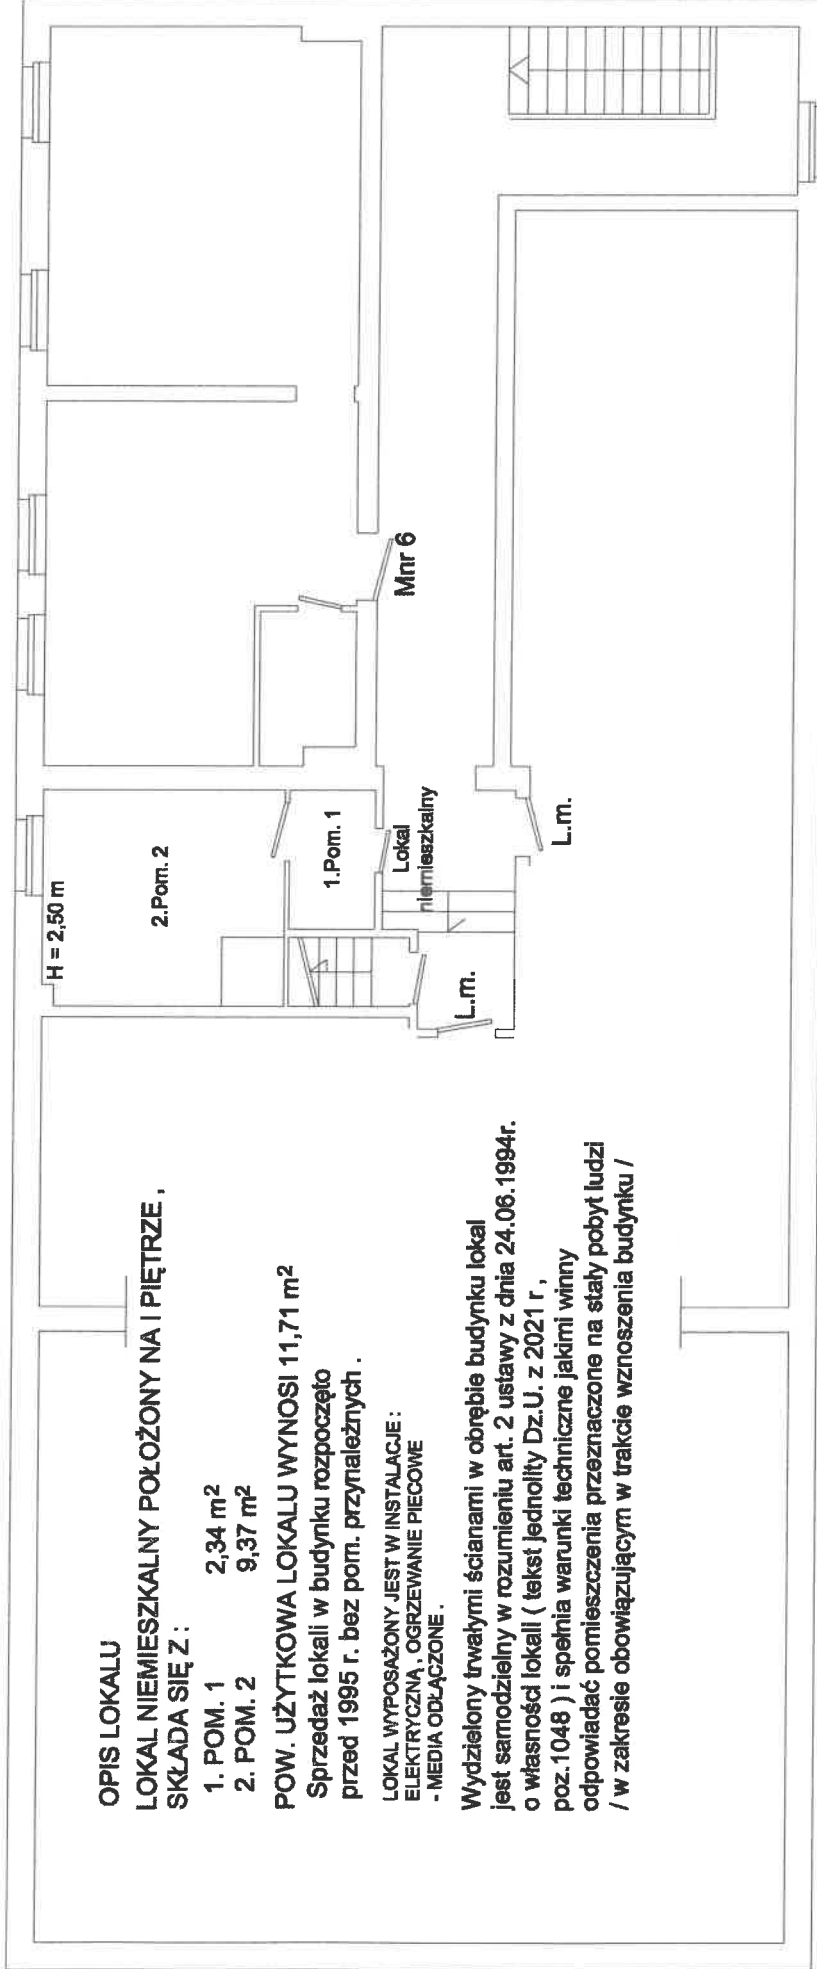 OPIS LOKALU
LOKAL NIEMIESZKALNY POŁOŻONY NA I PIĘTRZE ,
SKŁADA SIĘ Z :
1. POM. 1 2,34 m²
2. POM. 2 9,37 m²
POW. UŻYTKOWA LOKALU WYNOSI 11,71 m²
Sprzedaż lokali w budynku rozpoczęto
przed 1995 r. bez pom. przynależnych .
LOKAL WYPOSAŻONY JEST W INSTALACJE :
ELEKTRYCZNĄ , OGRZEWANIE PIECOWE
- MEDIA ODŁĄCZONE .
Wydzielony trwałymi ścianami w obrębie budynku lokal
jest samodzielny w rozumieniu art. 2 ustawy z dnia 24.06.1994r.
o własności lokali ( tekst jednolity Dz.U. z 2021 r ,
poz.1048 ) i spełnia warunki techniczne jakimi winny
odpowiadać pomieszczenia przeznaczone na stały pobyt ludzi
/ w zakresie obowiązującym w trakcie wznoszenia budynku /
H = 2,50 m
2.Pom. 2
1.Pom. 1
Lokal
niemieszkalny
L.m.
L.m.
Mnr 6